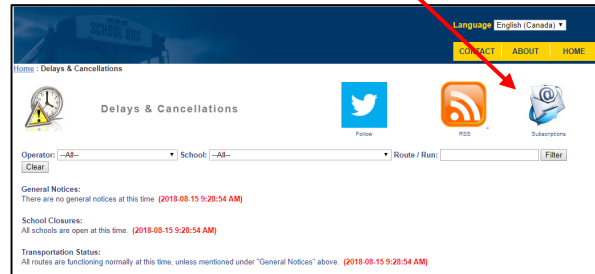 SCHOOL BUS
Language English (Canada)
CONTACT ABOUT HOME
Home : Delays & Cancellations
Delays & Cancellations
Follow
RSS
Subscriptions
Operator: --All-- School: --All-- Route / Run: Filter
Clear
General Notices:
There are no general notices at this time (2018-08-15 9:28:54 AM)
School Closures:
All schools are open at this time. (2018-08-15 9:28:54 AM)
Transportation Status:
All routes are functioning normally at this time, unless mentioned under "General Notices" above. (2018-08-15 9:28:54 AM)